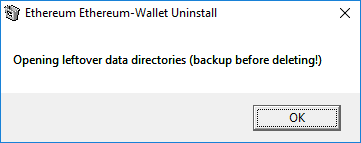 Ethereum Ethereum-Wallet Uninstall
Opening leftover data directories (backup before deleting!)
OK